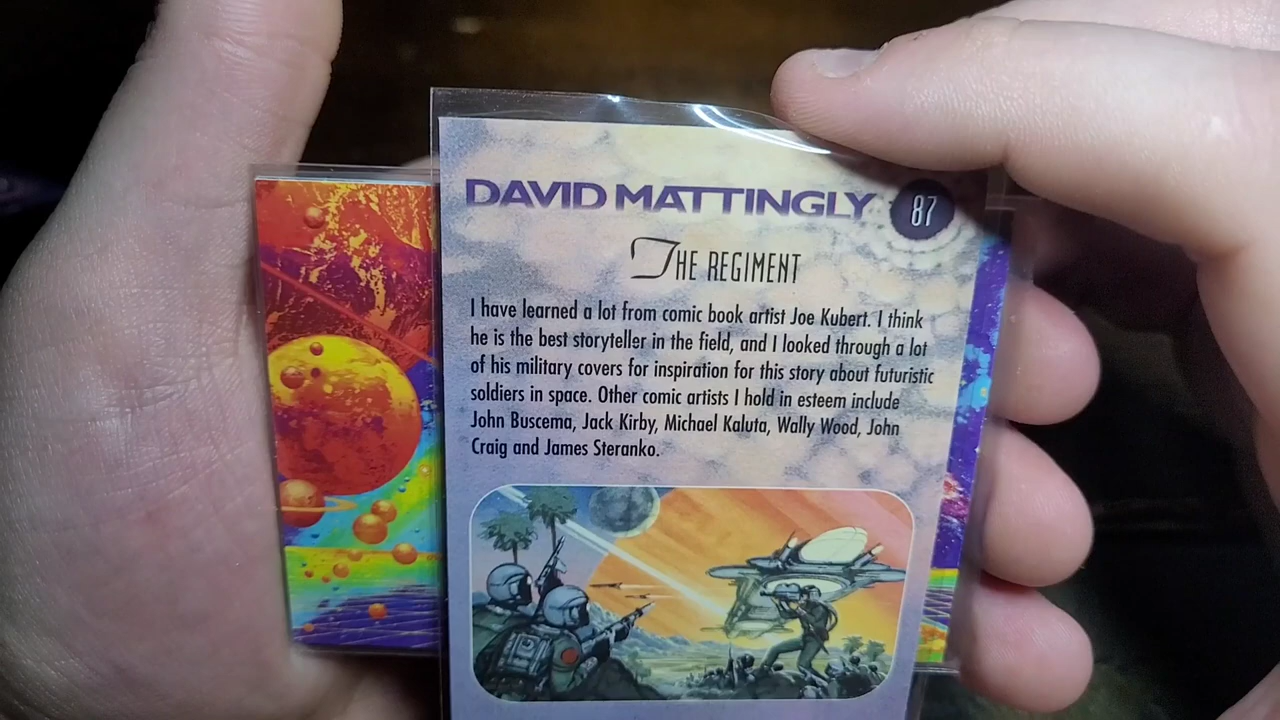 DAVID MATTINGLY 87
THE REGIMENT
I have learned a lot from comic book artist Joe Kubert. I think
he is the best storyteller in the field, and I looked through a lot
of his military covers for inspiration for this story about futuristic
soldiers in space. Other comic artists I hold in esteem include
John Buscema, Jack Kirby, Michael Kaluta, Wally Wood, John
Craig and James Steranko.